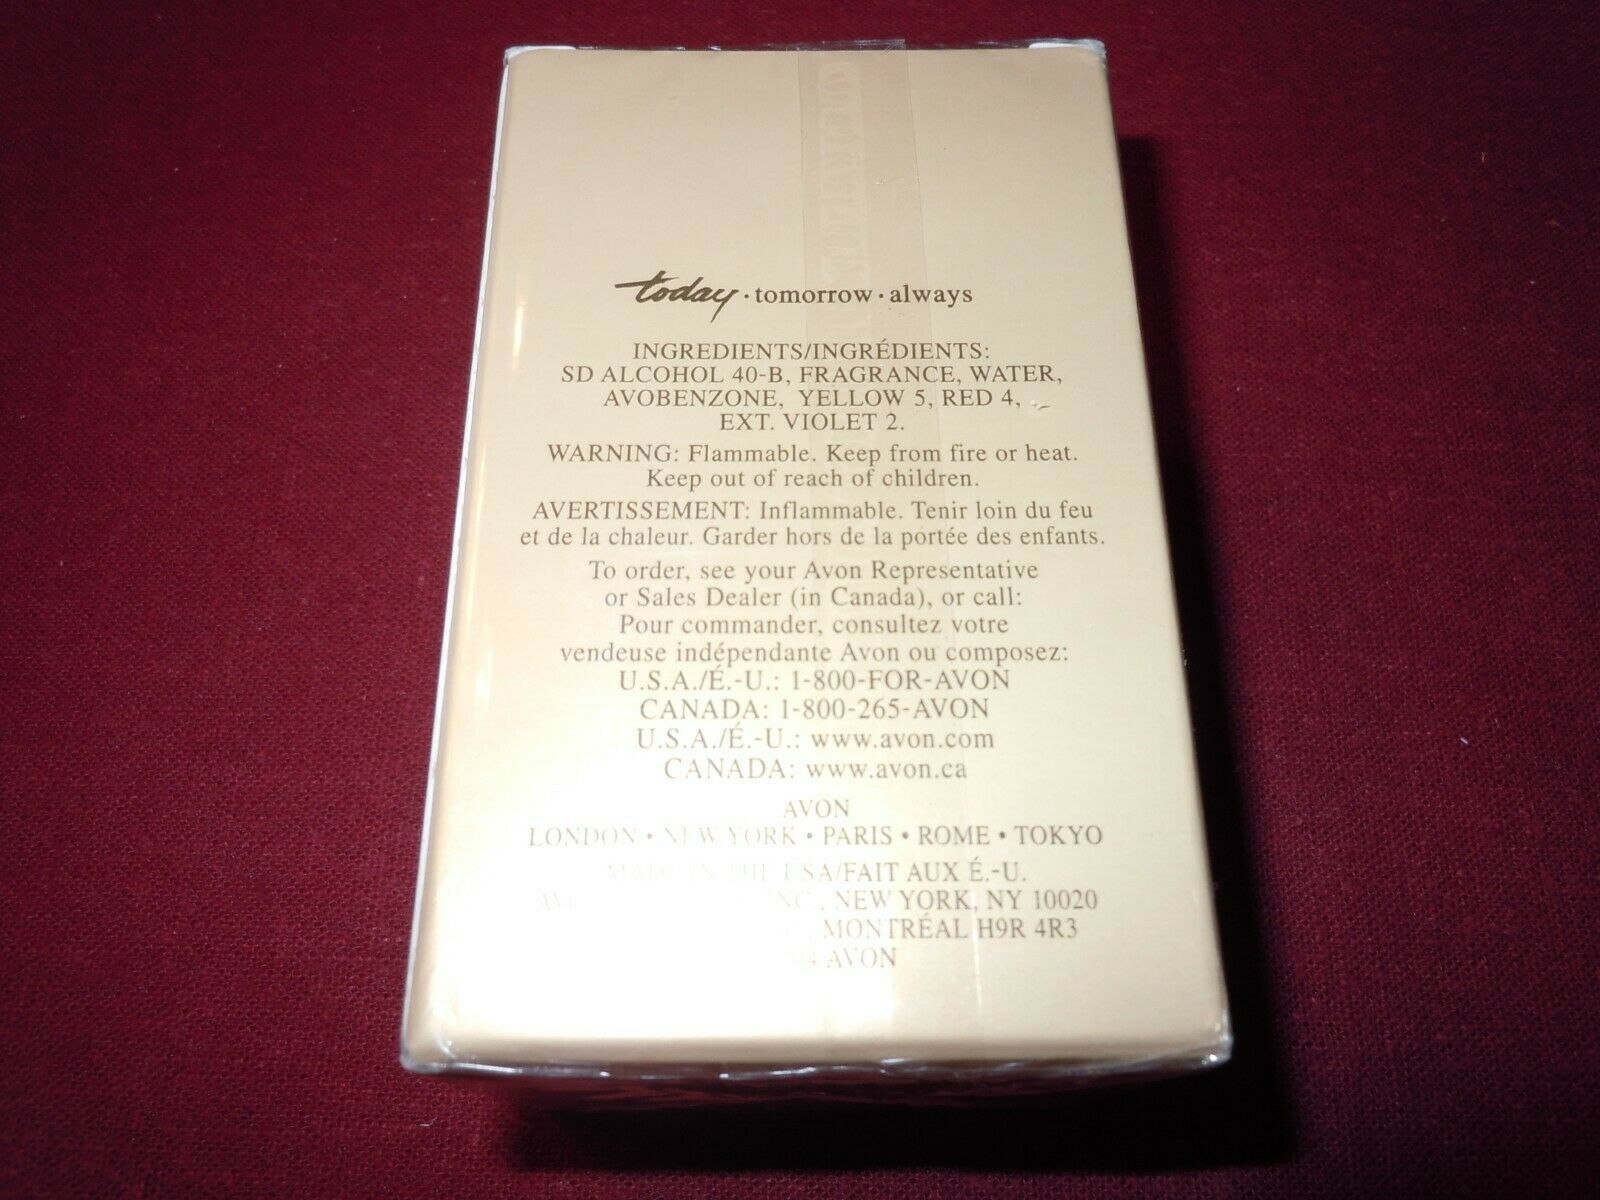 today · tomorrow · always
INGREDIENTS/INGRÉDIENTS:
SD ALCOHOL 40-B, FRAGRANCE, WATER,
AVOBENZONE, YELLOW 5, RED 4,
EXT. VIOLET 2.
WARNING: Flammable. Keep from fire or heat.
Keep out of reach of children.
AVERTISSEMENT: Inflammable. Tenir loin du feu
et de la chaleur. Garder hors de la portée des enfants.
To order, see your Avon Representative
or Sales Dealer (in Canada), or call:
Pour commander, consultez votre
vendeuse indépendante Avon ou composez:
U.S.A./É.-U.: 1-800-FOR-AVON
CANADA: 1-800-265-AVON
U.S.A./É.-U.: www.avon.com
CANADA: www.avon.ca
AVON
LONDON • NEW YORK • PARIS • ROME • TOKYO
MADE IN THE USA/FAIT AUX É.-U.
NEW YORK, NY 10020
MONTRÉAL H9R 4R3
AVON